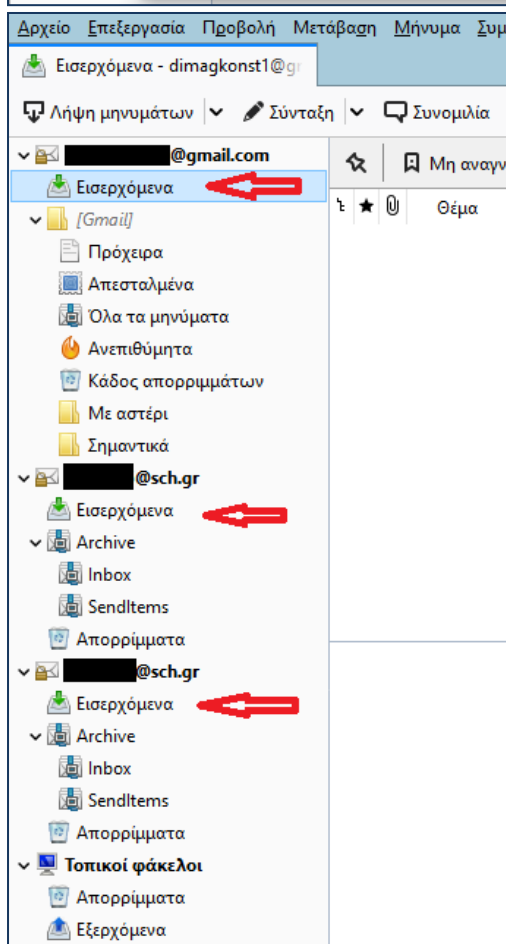 Αρχείο Επεξεργασία Προβολή Μετάβαση Μήνυμα Συμ
Εισερχόμενα - dimagkonst1@gr
Λήψη μηνυμάτων Σύνταξη Συνομιλία
@gmail.com
Μη αναγν
Εισερχόμενα
Θέμα
[Gmail]
Πρόχειρα
Απεσταλμένα
Όλα τα μηνύματα
Ανεπιθύμητα
Κάδος απορριμμάτων
Με αστέρι
Σημαντικά
@sch.gr
Εισερχόμενα
Archive
Inbox
SendItems
Απορρίμματα
@sch.gr
Εισερχόμενα
Archive
Inbox
SendItems
Απορρίμματα
Τοπικοί φάκελοι
Απορρίμματα
Εξερχόμενα